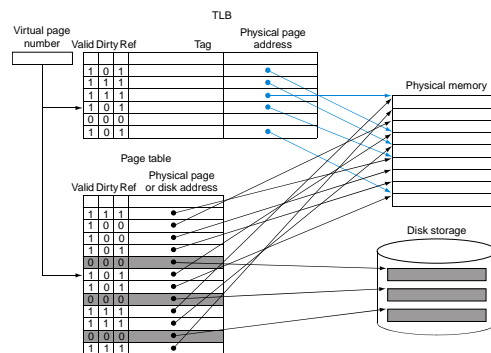 TLB
Virtual page
number
Valid Dirty Ref
Tag
Physical page
address
1 0 1
1 1 1
1 1 1
1 0 1
0 0 0
1 0 1
Physical memory
Page table
Valid Dirty Ref
Physical page
or disk address
1 1 1
1 0 0
1 0 0
1 0 1
0 0 0
1 0 1
1 0 1
0 0 0
1 1 1
1 1 1
0 0 0
1 1 1
Disk storage